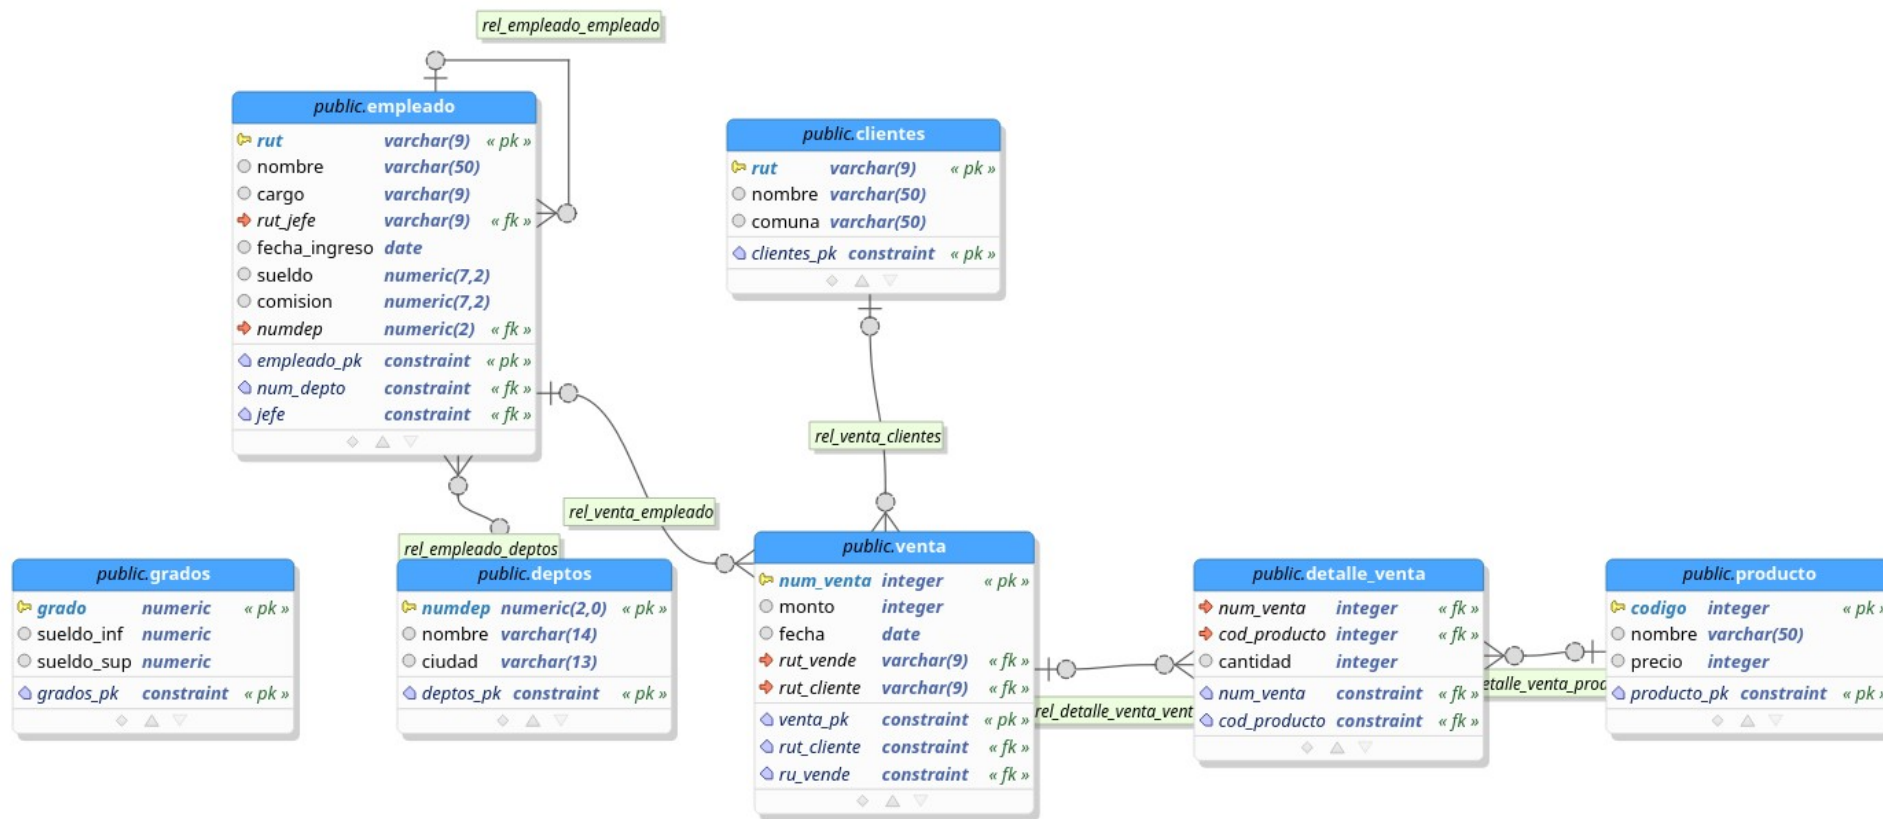 rel_empleado_empleado
public.empleado
rut varchar(9) « pk »
nombre varchar(50)
cargo varchar(9)
rut_jefe varchar(9) « fk »
fecha_ingreso date
sueldo numeric(7,2)
comision numeric(7,2)
numdep numeric(2) « fk »
empleado_pk constraint « pk »
num_depto constraint « fk »
jefe constraint « fk »
public.clientes
rut varchar(9) « pk »
nombre varchar(50)
comuna varchar(50)
clientes_pk constraint « pk »
rel_venta_clientes
rel_venta_empleado
rel_empleado_deptos
public.grados
grado numeric « pk »
sueldo_inf numeric
sueldo_sup numeric
grados_pk constraint « pk »
public.deptos
numdep numeric(2,0) « pk »
nombre varchar(14)
ciudad varchar(13)
deptos_pk constraint « pk »
public.venta
num_venta integer « pk »
monto integer
fecha date
rut_vende varchar(9) « fk »
rut_cliente varchar(9) « fk »
venta_pk constraint « pk »
rut_cliente constraint « fk »
ru_vende constraint « fk »
rel_detalle_venta_vent
public.detalle_venta
num_venta integer « fk »
cod_producto integer « fk »
cantidad integer
num_venta constraint « fk »
cod_producto constraint « fk »
etalle_venta_prod
public.producto
codigo integer « pk »
nombre varchar(50)
precio integer
producto_pk constraint « pk »